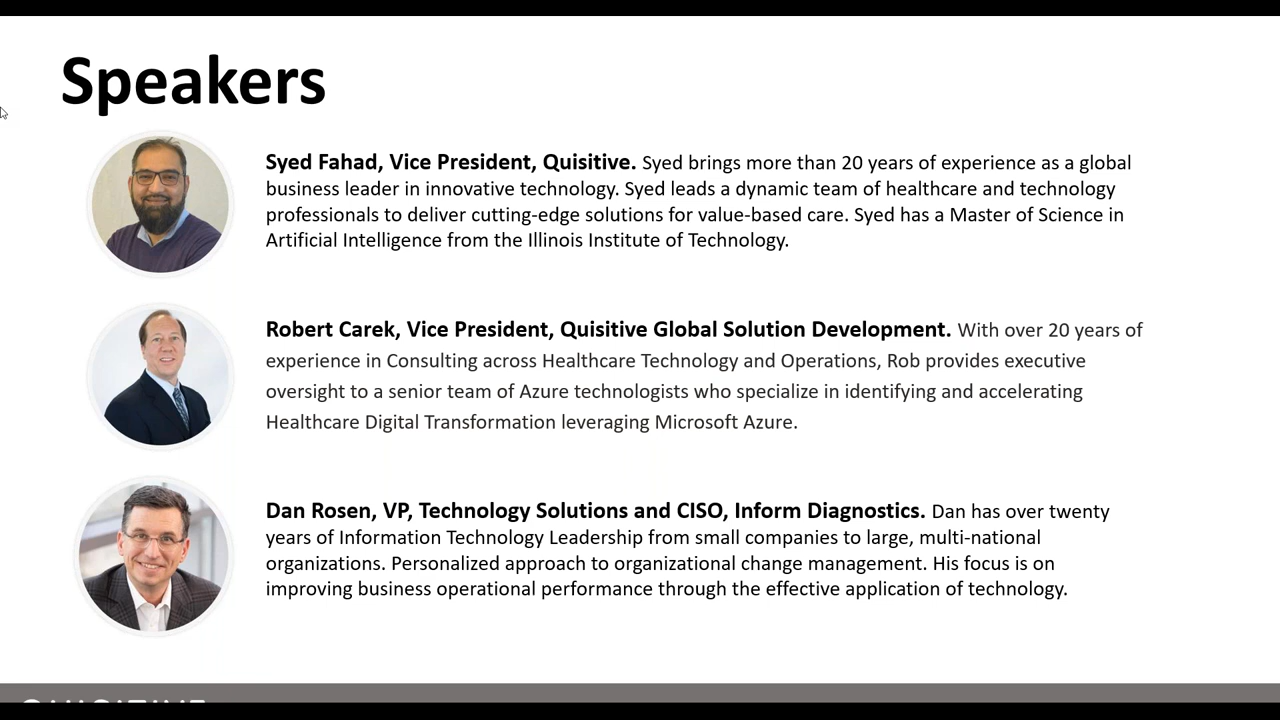 Speakers
Syed Fahad, Vice President, Quisitive. Syed brings more than 20 years of experience as a global
business leader in innovative technology. Syed leads a dynamic team of healthcare and technology
professionals to deliver cutting-edge solutions for value-based care. Syed has a Master of Science in
Artificial Intelligence from the Illinois Institute of Technology.
Robert Carek, Vice President, Quisitive Global Solution Development. With over 20 years of
experience in Consulting across Healthcare Technology and Operations, Rob provides executive
oversight to a senior team of Azure technologists who specialize in identifying and accelerating
Healthcare Digital Transformation leveraging Microsoft Azure.
Dan Rosen, VP, Technology Solutions and CISO, Inform Diagnostics. Dan has over twenty
years of Information Technology Leadership from small companies to large, multi-national
organizations. Personalized approach to organizational change management. His focus is on
improving business operational performance through the effective application of technology.